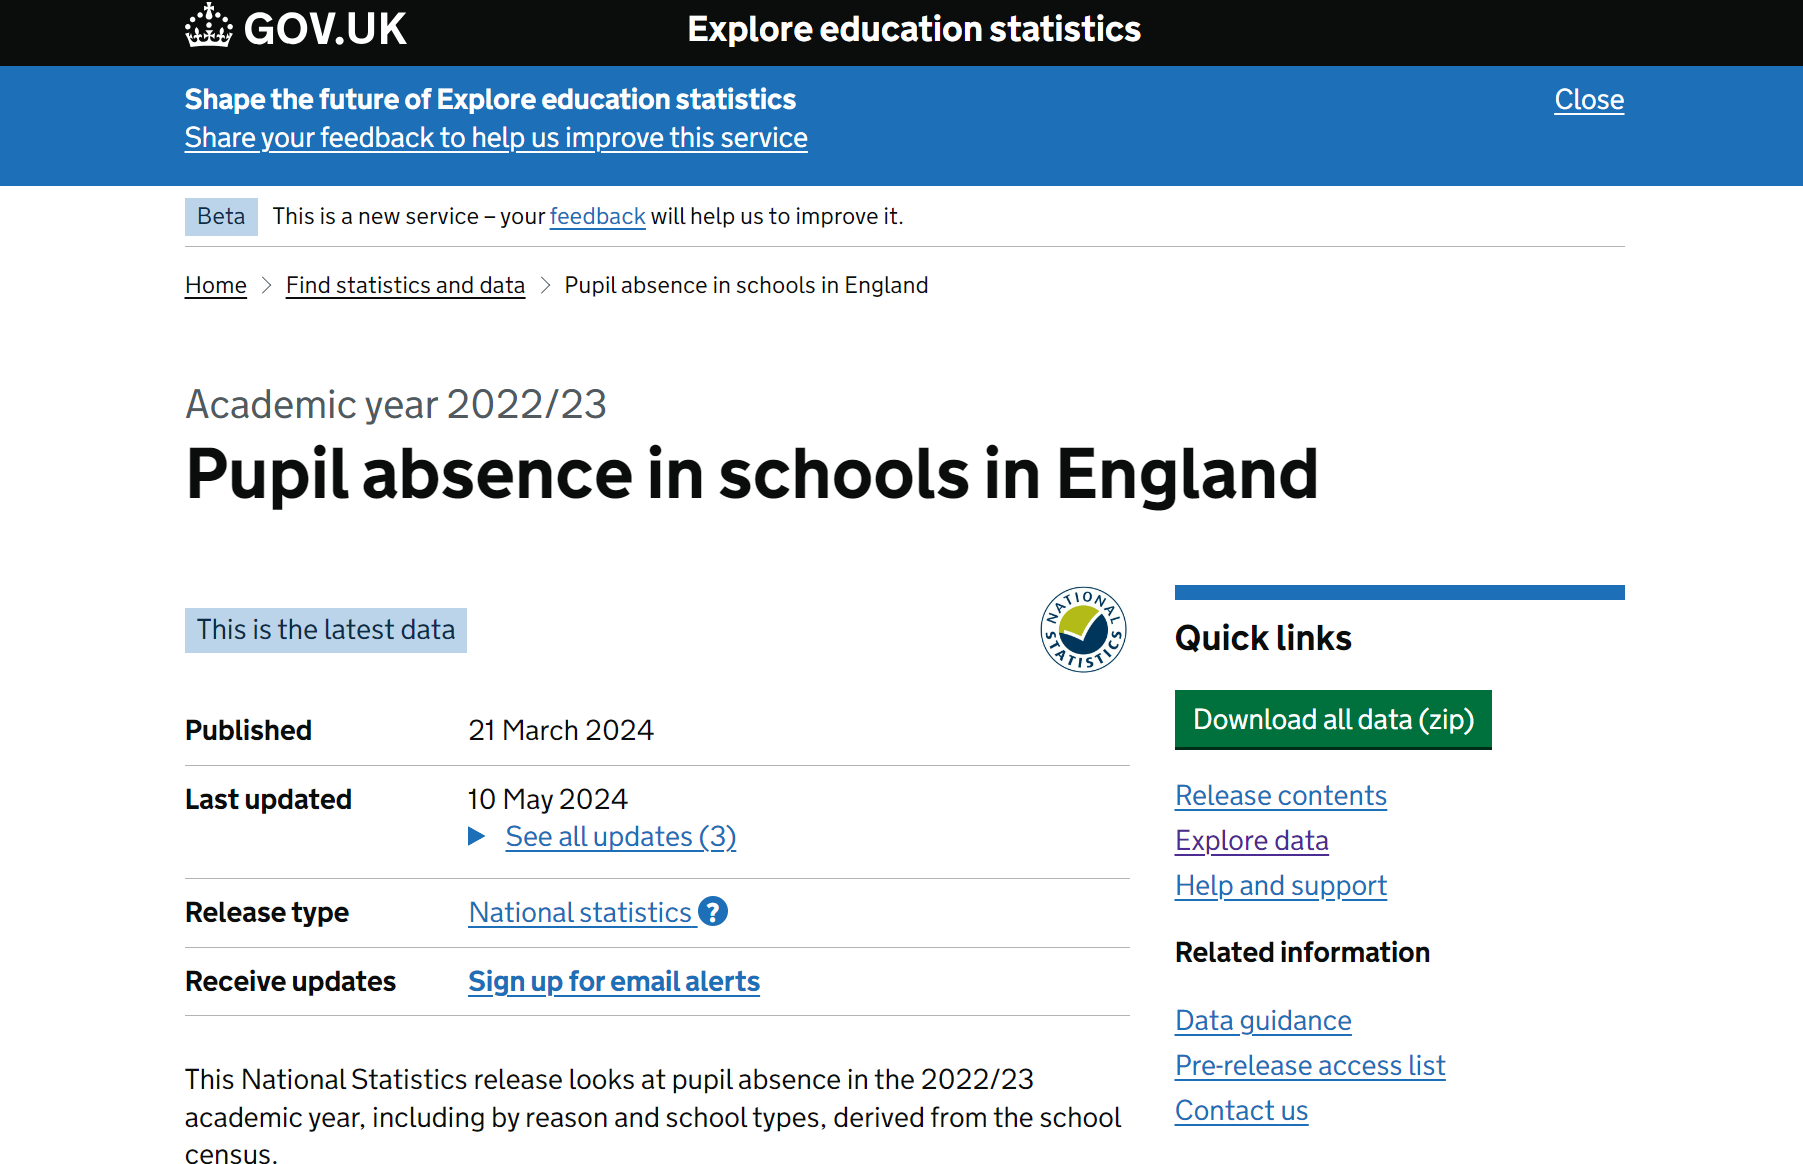 GOV.UK
Explore education statistics
Shape the future of Explore education statistics
Close
Share your feedback to help us improve this service
Beta
This is a new service – your feedback will help us to improve it.
Home > Find statistics and data > Pupil absence in schools in England
Academic year 2022/23
Pupil absence in schools in England
This is the latest data
NATIONAL STATISTICS
Published
21 March 2024
Last updated
10 May 2024
See all updates (3)
Release type
National statistics ?
Receive updates
Sign up for email alerts
This National Statistics release looks at pupil absence in the 2022/23
academic year, including by reason and school types, derived from the school
census.
Quick links
Download all data (zip)
Release contents
Explore data
Help and support
Related information
Data guidance
Pre-release access list
Contact us